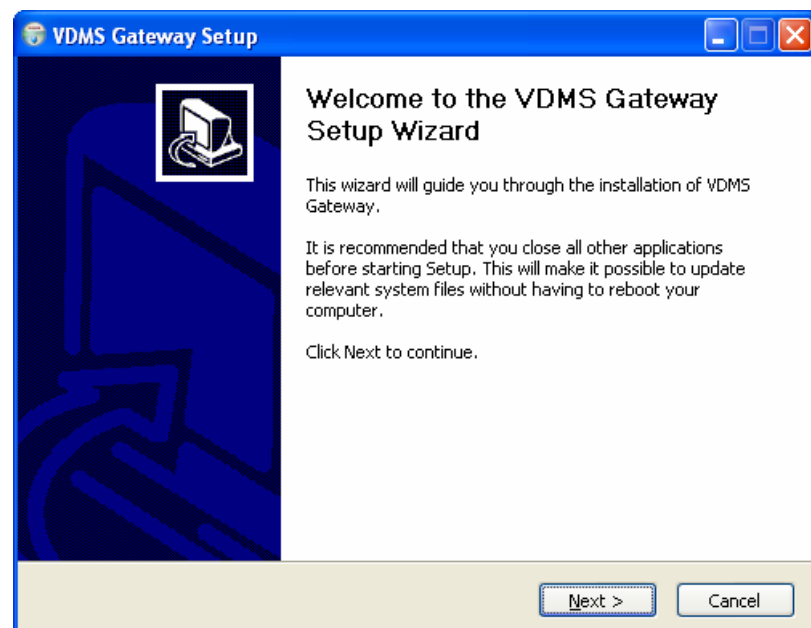 VDMS Gateway Setup
Welcome to the VDMS Gateway
Setup Wizard
This wizard will guide you through the installation of VDMS
Gateway.
It is recommended that you close all other applications
before starting Setup. This will make it possible to update
relevant system files without having to reboot your
computer.
Click Next to continue.
Next >
Cancel